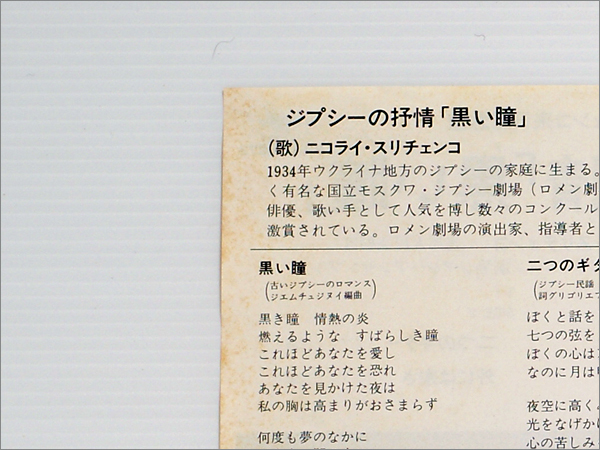 ジプシーの抒情「黒い瞳」
(歌)ニコライ・スリチェンコ
1934年ウクライナ地方のジプシーの家庭に生まる。
く有名な国立モスクワ・ジプシー劇場(ロメン劇
俳優、歌い手として人気を博し数々のコンクール
激賞されている。ロメン劇場の演出家、指導者と
黒い瞳
(古いジプシーのロマンス
ジエムチュジヌイ編曲)
黒き瞳 情熱の炎
燃えるような すばらしき瞳
これほどあなたを愛し
これほどあなたを恐れ
あなたを見かけた夜は
私の胸は高まりがおさまらず
何度も夢のなかに
二つのギタ
(ジプシー民謡
詞グリゴリエフ
ぼくと話を
七つの弦を
ぼくの心は
なのに月は
夜空に高く
光をなげか
心の苦しみ